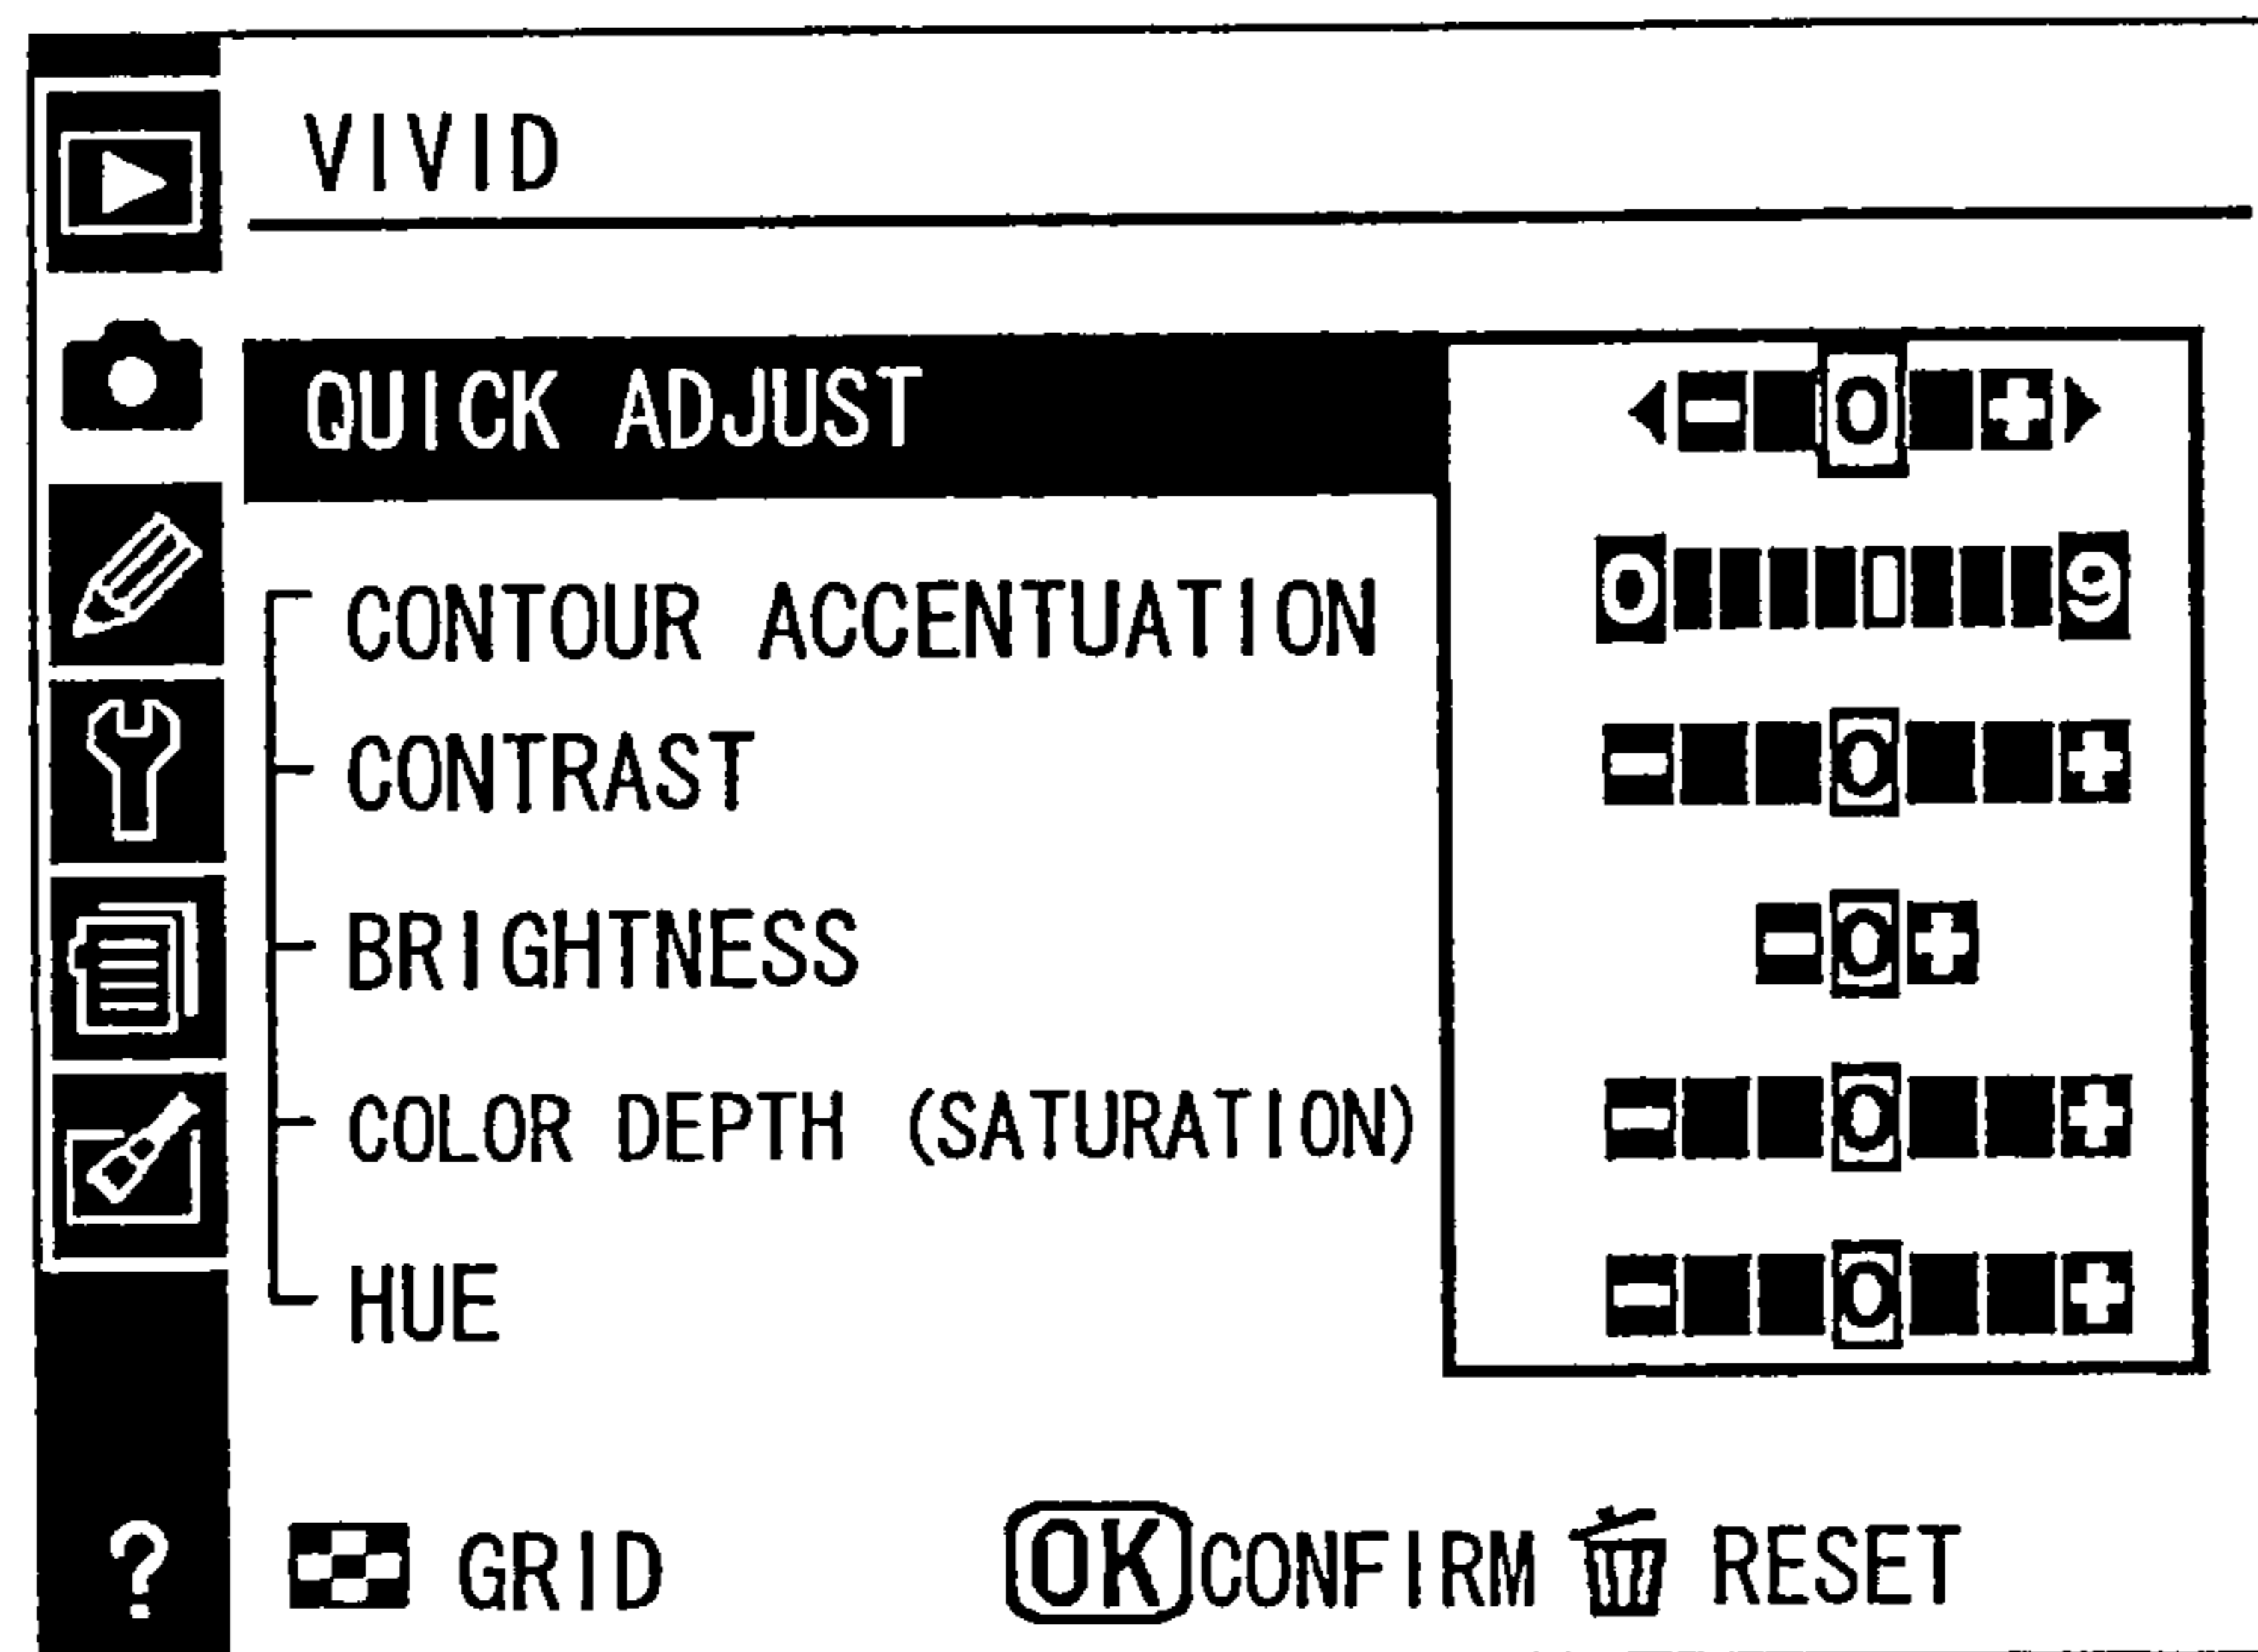 VIVID
QUICK ADJUST - 0 +
CONTOUR ACCENTUATION 0 9
CONTRAST - 0 +
BRIGHTNESS - 0 +
COLOR DEPTH (SATURATION) - 0 +
HUE - 0 +
? GRID OK CONFIRM RESET